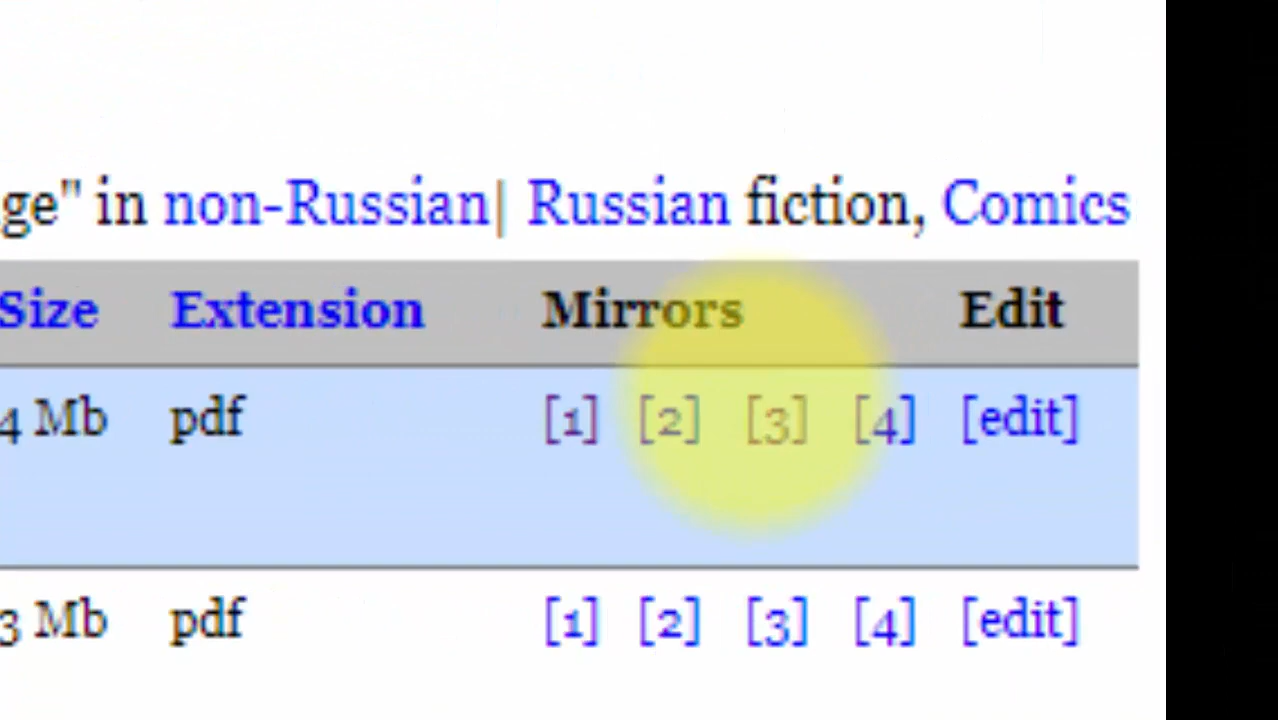 ge" in non-Russian| Russian fiction, Comics
Size Extension Mirrors Edit
4 Mb pdf [1] [2] [3] [4] [edit]
3 Mb pdf [1] [2] [3] [4] [edit]